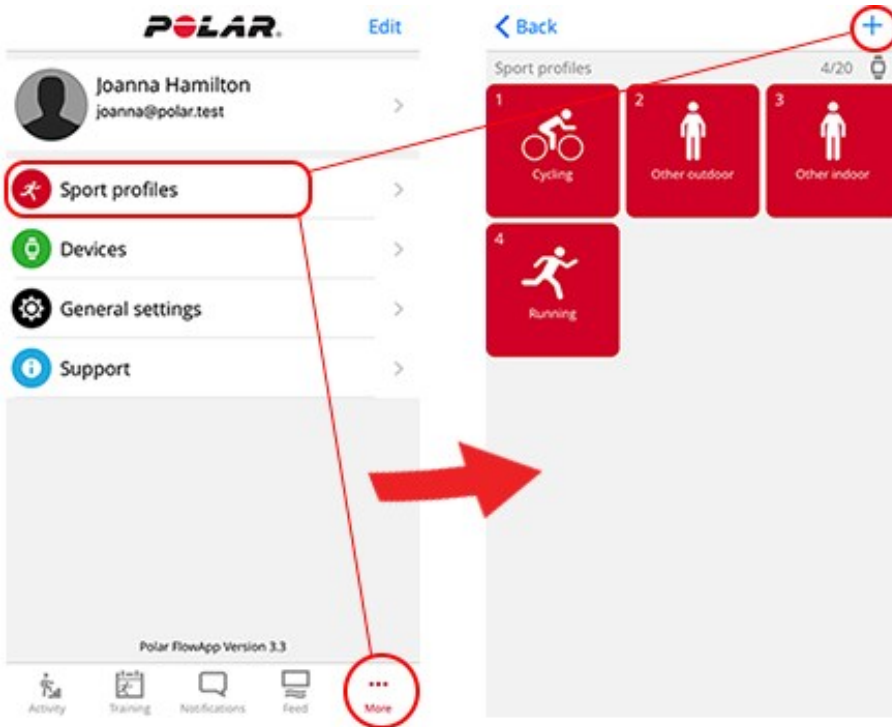 POLAR.
Edit
Joanna Hamilton
joanna@polar.test
Sport profiles
Devices
General settings
Support
Polar FlowApp Version 3.3
Activity
Training
Notifications
Feed
More
Back
+
Sport profiles 4/20
1
Cycling
2
Other outdoor
3
Other indoor
4
Running